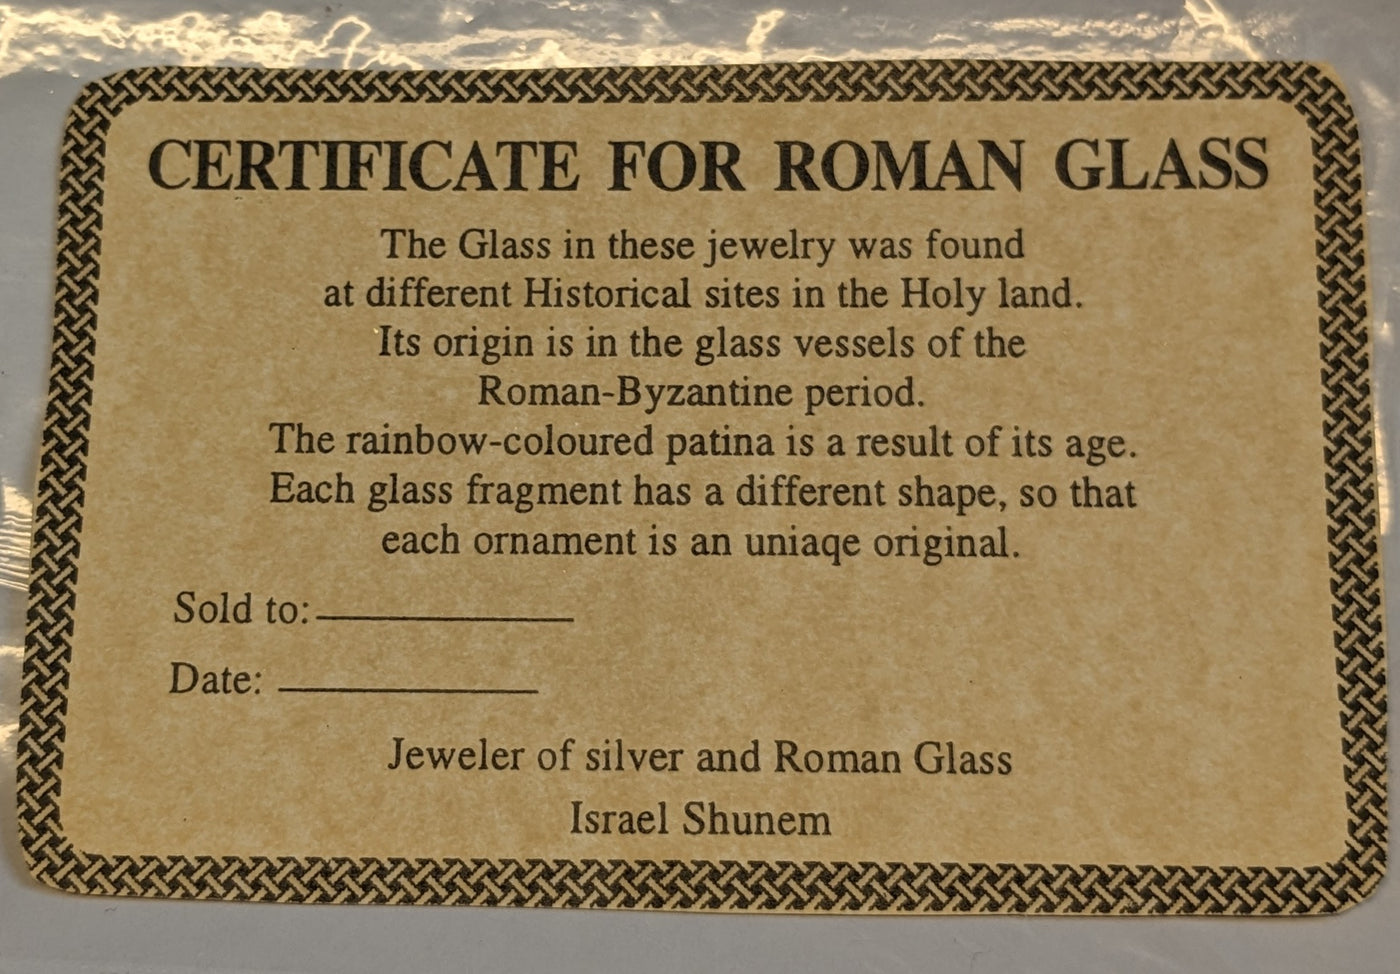 CERTIFICATE FOR ROMAN GLASS
The Glass in these jewelry was found
at different Historical sites in the Holy land.
Its origin is in the glass vessels of the
Roman-Byzantine period.
The rainbow-coloured patina is a result of its age.
Each glass fragment has a different shape, so that
each ornament is an uniaqe original.
Sold to:
Date:
Jeweler of silver and Roman Glass
Israel Shunem